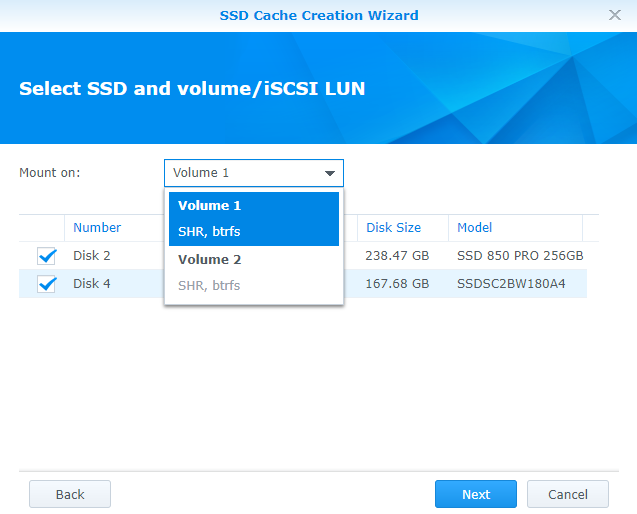 SSD Cache Creation Wizard
Select SSD and volume/iSCSI LUN
Mount on: Volume 1
Volume 1
SHR, btrfs
Volume 2
SHR, btrfs
Number Disk Size Model
Disk 2 238.47 GB SSD 850 PRO 256GB
Disk 4 167.68 GB SSDSC2BW180A4
Back Next Cancel